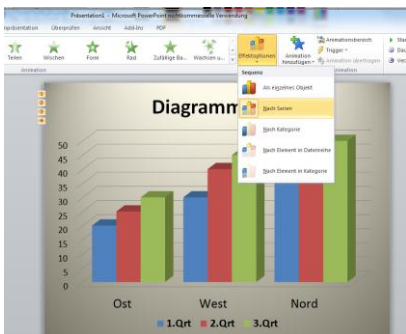 Präsentation1 - Microsoft PowerPoint nichtkommerzielle Verwendung
Überprüfen Ansicht Add-Ins PDF
Teilen Wischen Form Rad Zufällige Ba... Wachsen u...
Effektoptionen
Animation hinzufügen
Animationsbereich
Trigger
Animation übertragen
Animation
Sequenz
Als einzelnes Objekt
Nach Serien
Nach Kategorie
Nach Element in Datenreihe
Nach Element in Kategorie
Diagramm
50
45
40
35
30
25
20
15
10
5
0
Ost West Nord
1.Qrt 2.Qrt 3.Qrt